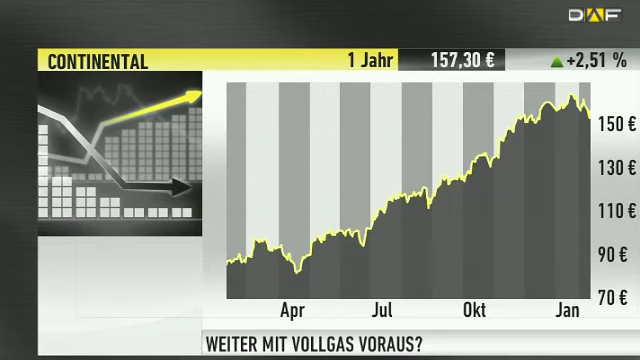 DAF
CONTINENTAL 1 Jahr 157,30 € +2,51 %
150 €
130 €
110 €
90 €
70 €
Apr Jul Okt Jan
WEITER MIT VOLLGAS VORAUS?